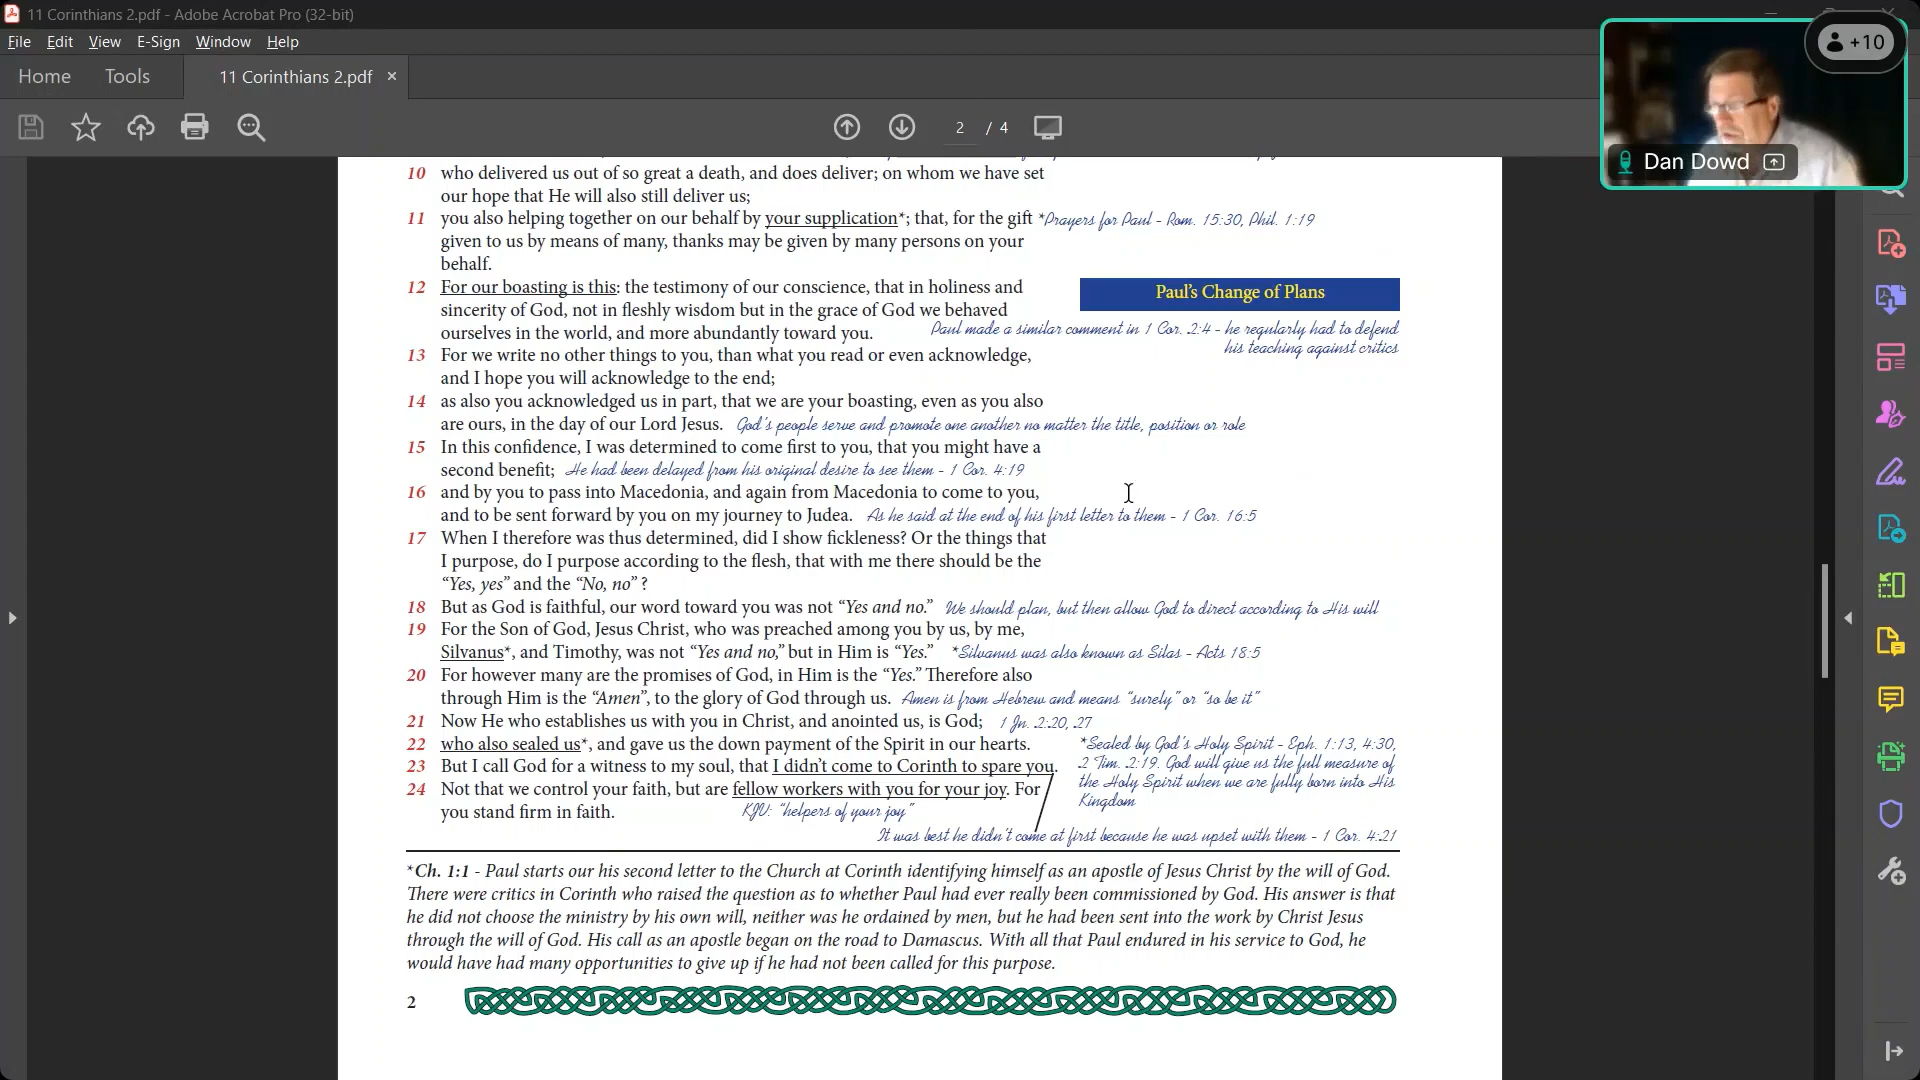 11 Corinthians 2.pdf - Adobe Acrobat Pro (32-bit)
File Edit View E-Sign Window Help
Home Tools 11 Corinthians 2.pdf ×
2 / 4
+10
Dan Dowd
10 who delivered us out of so great a death, and does deliver; on whom we have set
our hope that He will also still deliver us;
11 you also helping together on our behalf by your supplication*; that, for the gift *Prayers for Paul - Rom. 15:30, Phil. 1:19
given to us by means of many, thanks may be given by many persons on your
behalf.
12 For our boasting is this: the testimony of our conscience, that in holiness and
Paul's Change of Plans
sincerity of God, not in fleshly wisdom but in the grace of God we behaved
ourselves in the world, and more abundantly toward you. Paul made a similar comment in 1 Cor. 2:4 - he regularly had to defend
his teaching against critics
13 For we write no other things to you, than what you read or even acknowledge,
and I hope you will acknowledge to the end;
14 as also you acknowledged us in part, that we are your boasting, even as you also
are ours, in the day of our Lord Jesus. God's people serve and promote one another no matter the title, position or role
15 In this confidence, I was determined to come first to you, that you might have a
second benefit; He had been delayed from his original desire to see them - 1 Cor. 4:19
16 and by you to pass into Macedonia, and again from Macedonia to come to you,
and to be sent forward by you on my journey to Judea. As he said at the end of his first letter to them - 1 Cor. 16:5
17 When I therefore was thus determined, did I show fickleness? Or the things that
I purpose, do I purpose according to the flesh, that with me there should be the
"Yes, yes" and the "No, no"?
18 But as God is faithful, our word toward you was not "Yes and no." We should plan, but then allow God to direct according to His will
19 For the Son of God, Jesus Christ, who was preached among you by us, by me,
Silvanus*, and Timothy, was not "Yes and no," but in Him is "Yes." *Silvanus was also known as Silas - Acts 18:5
20 For however many are the promises of God, in Him is the "Yes." Therefore also
through Him is the "Amen", to the glory of God through us. Amen is from Hebrew and means "surely" or "so be it"
21 Now He who establishes us with you in Christ, and anointed us, is God; 1 Jn. 2:20, 27
22 who also sealed us*, and gave us the down payment of the Spirit in our hearts.
23 But I call God for a witness to my soul, that I didn't come to Corinth to spare you.
24 Not that we control your faith, but are fellow workers with you for your joy. For
you stand firm in faith. KJV: "helpers of your joy"
*Sealed by God's Holy Spirit - Eph. 1:13, 4:30,
2 Tim. 2:19. God will give us the full measure of
the Holy Spirit when we are fully born into His
Kingdom
It was best he didn't come at first because he was upset with them - 1 Cor. 4:21
*Ch. 1:1 - Paul starts our his second letter to the Church at Corinth identifying himself as an apostle of Jesus Christ by the will of God.
There were critics in Corinth who raised the question as to whether Paul had ever really been commissioned by God. His answer is that
he did not choose the ministry by his own will, neither was he ordained by men, but he had been sent into the work by Christ Jesus
through the will of God. His call as an apostle began on the road to Damascus. With all that Paul endured in his service to God, he
would have had many opportunities to give up if he had not been called for this purpose.
2